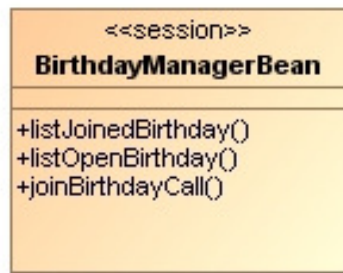 <<session>>
BirthdayManagerBean
+listJoinedBirthday()
+listOpenBirthday()
+joinBirthdayCall()